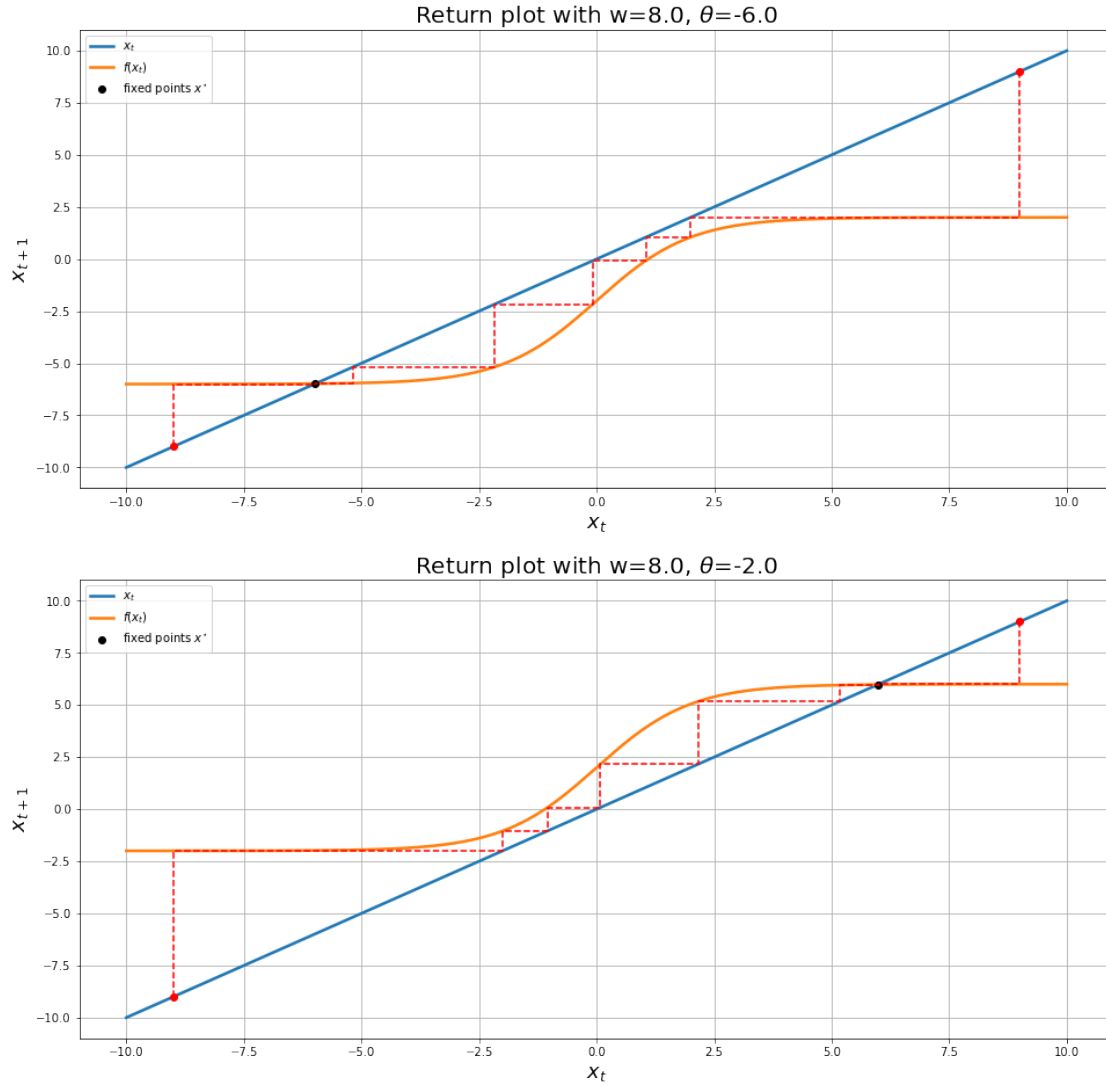 Return plot with w=8.0, θ=-6.0
x_t
f(x_t)
fixed points x*
10.0
7.5
5.0
2.5
0.0
−2.5
−5.0
−7.5
−10.0
x_{t+1}
−10.0 −7.5 −5.0 −2.5 0.0 2.5 5.0 7.5 10.0
x_t
Return plot with w=8.0, θ=-2.0
x_t
f(x_t)
fixed points x*
10.0
7.5
5.0
2.5
0.0
−2.5
−5.0
−7.5
−10.0
x_{t+1}
−10.0 −7.5 −5.0 −2.5 0.0 2.5 5.0 7.5 10.0
x_t